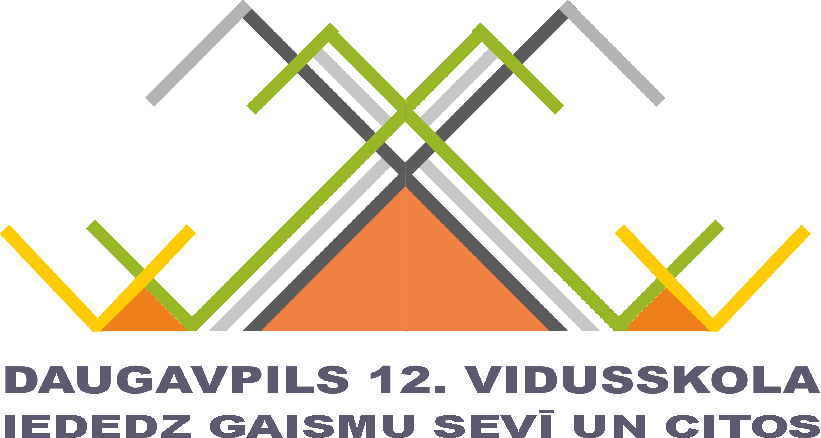 DAUGAVPILS 12. VIDUSSKOLA
IEDEDZ GAISMU SEVĪ UN CITOS